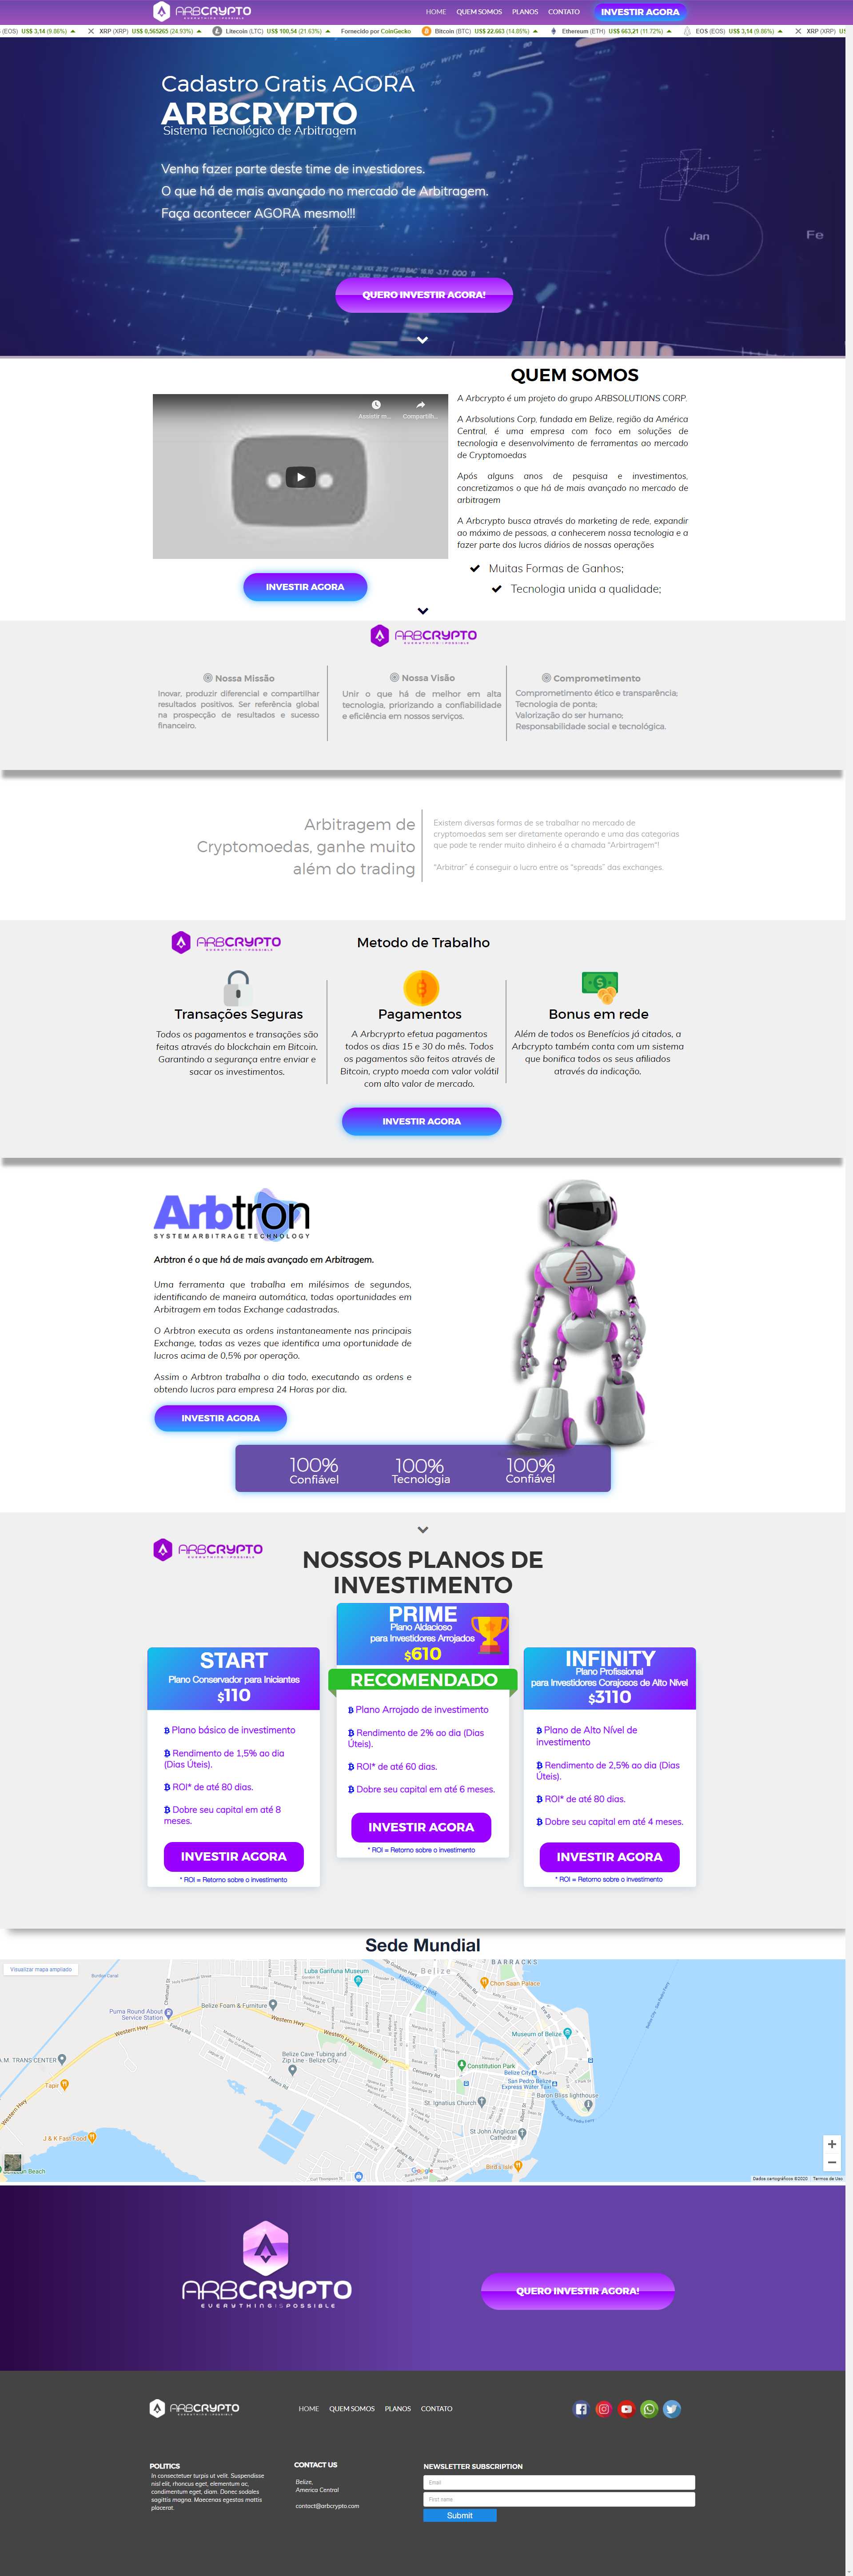 ARBCRYPTO
EVERYTHING IS POSSIBLE
HOME QUEM SOMOS PLANOS CONTATO INVESTIR AGORA
(EOS) US$ 3,14 (9.86%) XRP (XRP) US$ 0,565265 (24.93%) Litecoin (LTC) US$ 100,54 (21.63%) Fornecido por CoinGecko Bitcoin (BTC) US$ 22.663 (14.85%) Ethereum (ETH) US$ 663,21 (11.72%) EOS (EOS) US$ 3,14 (9.86%) XRP (XRP)
Cadastro Gratis AGORA
ARBCRYPTO
Sistema Tecnológico de Arbitragem
Venha fazer parte deste time de investidores.
O que há de mais avançado no mercado de Arbitragem.
Faça acontecer AGORA mesmo!!!
Jan
Fe
QUERO INVESTIR AGORA!
QUEM SOMOS
Assistir m...
Compartilh...
A Arbcrypto é um projeto do grupo ARBSOLUTIONS CORP.
A Arbsolutions Corp, fundada em Belize, região da América
Central, é uma empresa com foco em soluções de
tecnologia e desenvolvimento de ferramentas ao mercado
de Cryptomoedas
Após alguns anos de pesquisa e investimentos,
concretizamos o que há de mais avançado no mercado de
arbitragem
A Arbcrypto busca através do marketing de rede, expandir
ao máximo de pessoas, a conhecerem nossa tecnologia e a
fazer parte dos lucros diários de nossas operações
Muitas Formas de Ganhos;
Tecnologia unida a qualidade;
INVESTIR AGORA
ARBCRYPTO
EVERYTHING IS POSSIBLE
Nossa Missão
Inovar, produzir diferencial e compartilhar
resultados positivos. Ser referência global
na prospecção de resultados e sucesso
financeiro.
Nossa Visão
Unir o que há de melhor em alta
tecnologia, priorizando a confiabilidade
e eficiência em nossos serviços.
Comprometimento
Comprometimento ético e transparência;
Tecnologia de ponta;
Valorização do ser humano;
Responsabilidade social e tecnológica.
Arbitragem de
Cryptomoedas, ganhe muito
além do trading
Existem diversas formas de se trabalhar no mercado de
cryptomoedas sem ser diretamente operando e uma das categorias
que pode te render muito dinheiro é a chamada "Arbirtragem"!
"Arbitrar" é conseguir o lucro entre os "spreads" das exchanges.
ARBCRYPTO
EVERYTHING IS POSSIBLE
Metodo de Trabalho
Transações Seguras
Todos os pagamentos e transações são
feitas através do blockchain em Bitcoin.
Garantindo a segurança entre enviar e
sacar os investimentos.
Pagamentos
A Arbcryprto efetua pagamentos
todos os dias 15 e 30 do mês. Todos
os pagamentos são feitos através de
Bitcoin, crypto moeda com valor volátil
com alto valor de mercado.
Bonus em rede
Além de todos os Benefícios já citados, a
Arbcrypto também conta com um sistema
que bonifica todos os seus afiliados
através da indicação.
INVESTIR AGORA
Arbtron
SYSTEM ARBITRAGE TECHNOLOGY
Arbtron é o que há de mais avançado em Arbitragem.
Uma ferramenta que trabalha em milésimos de segundos,
identificando de maneira automática, todas oportunidades em
Arbitragem em todas Exchange cadastradas.
O Arbtron executa as ordens instantaneamente nas principais
Exchange, todas as vezes que identifica uma oportunidade de
lucros acima de 0,5% por operação.
Assim o Arbtron trabalha o dia todo, executando as ordens e
obtendo lucros para empresa 24 Horas por dia.
INVESTIR AGORA
100% 100% 100%
Confiável Tecnologia Confiável
ARBCRYPTO
EVERYTHING IS POSSIBLE
NOSSOS PLANOS DE
INVESTIMENTO
START
Plano Conservador para Iniciantes
$110
Plano básico de investimento
Rendimento de 1,5% ao dia
(Dias Úteis).
ROI* de até 80 dias.
Dobre seu capital em até 8
meses.
INVESTIR AGORA
* ROI = Retorno sobre o investimento
PRIME
Plano Aldacioso
para Investidores Arrojados
$610
RECOMENDADO
Plano Arrojado de investimento
Rendimento de 2% ao dia (Dias
Úteis).
ROI* de até 60 dias.
Dobre seu capital em até 6 meses.
INVESTIR AGORA
* ROI = Retorno sobre o investimento
INFINITY
Plano Profissional
para Investidores Corajosos de Alto Nível
$3110
Plano de Alto Nível de
investimento
Rendimento de 2,5% ao dia (Dias
Úteis).
ROI* de até 80 dias.
Dobre seu capital em até 4 meses.
INVESTIR AGORA
* ROI = Retorno sobre o investimento
Sede Mundial
Visualizar mapa ampliado
Luba Garifuna Museum
Belize
BARRACKS
Chon Saan Palace
Puma Round About
Service Station
Belize Foam & Furniture
Western Hwy
Museum of Belize
A.M. TRANS CENTER
Belize Cave Tubing and
Zip Line - Belize City...
Constitution Park
Belize City
San Pedro Belize
Express Water Taxi
Tapir
St. Ignatius Church
Baron Bliss lighthouse
J & K Fast Food
St John Anglican
Cathedral
Bird's Isle
Beach
Google
Dados cartográficos ©2020 Termos de Uso
ARBCRYPTO
EVERYTHING IS POSSIBLE
QUERO INVESTIR AGORA!
ARBCRYPTO
EVERYTHING IS POSSIBLE
HOME QUEM SOMOS PLANOS CONTATO
POLITICS
In consectetuer turpis ut velit. Suspendisse
nisl elit, rhoncus eget, elementum ac,
condimentum eget, diam. Donec sodales
sagittis magna. Maecenas egestas mattis
placerat.
CONTACT US
Belize,
America Central
contact@arbcrypto.com
NEWSLETTER SUBSCRIPTION
Email
First name
Submit